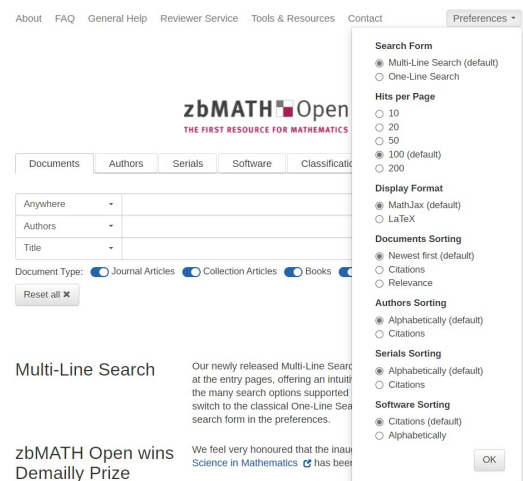 About FAQ General Help Reviewer Service Tools & Resources Contact Preferences
zbMATH Open
THE FIRST RESOURCE FOR MATHEMATICS
Documents Authors Serials Software
Anywhere
Authors
Title
Document Type: Journal Articles Collection Articles Books
Reset all ✖
Search Form
Multi-Line Search (default)
One-Line Search
Hits per Page
10
20
50
100 (default)
200
Display Format
MathJax (default)
LaTeX
Documents Sorting
Newest first (default)
Citations
Relevance
Authors Sorting
Alphabetically (default)
Citations
Serials Sorting
Alphabetically (default)
Citations
Software Sorting
Citations (default)
Alphabetically
OK
Multi-Line Search
Our newly released Multi-Line
at the entry pages, offering an
the many search options supported
switch to the classical One-Line
search form in the preferences.
zbMATH Open wins
Demailly Prize
We feel very honoured that the
Science in Mathematics has been